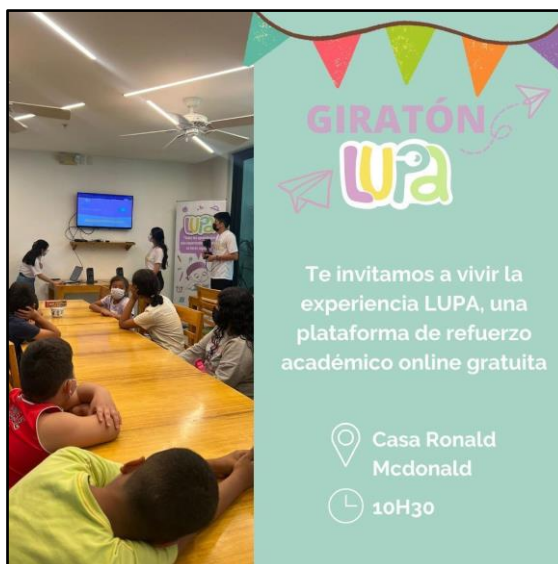 GIRATÓN
LUPA
Te invitamos a vivir la
experiencia LUPA, una
plataforma de refuerzo
académico online gratuita
Casa Ronald
Mcdonald
10H30
LUPA